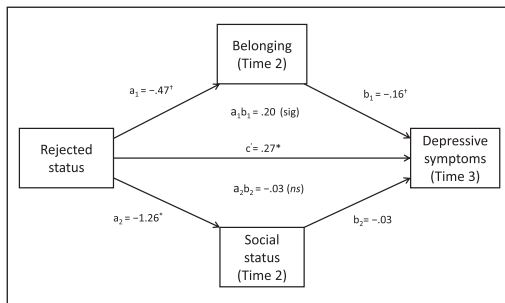 Belonging
(Time 2)
a₁ = −.47†
b₁ = −.16†
a₁b₁ = .20 (sig)
Rejected
status
c' = .27*
Depressive
symptoms
(Time 3)
a₂b₂ = −.03 (ns)
a₂ = −1.26*
b₂= −.03
Social
status
(Time 2)